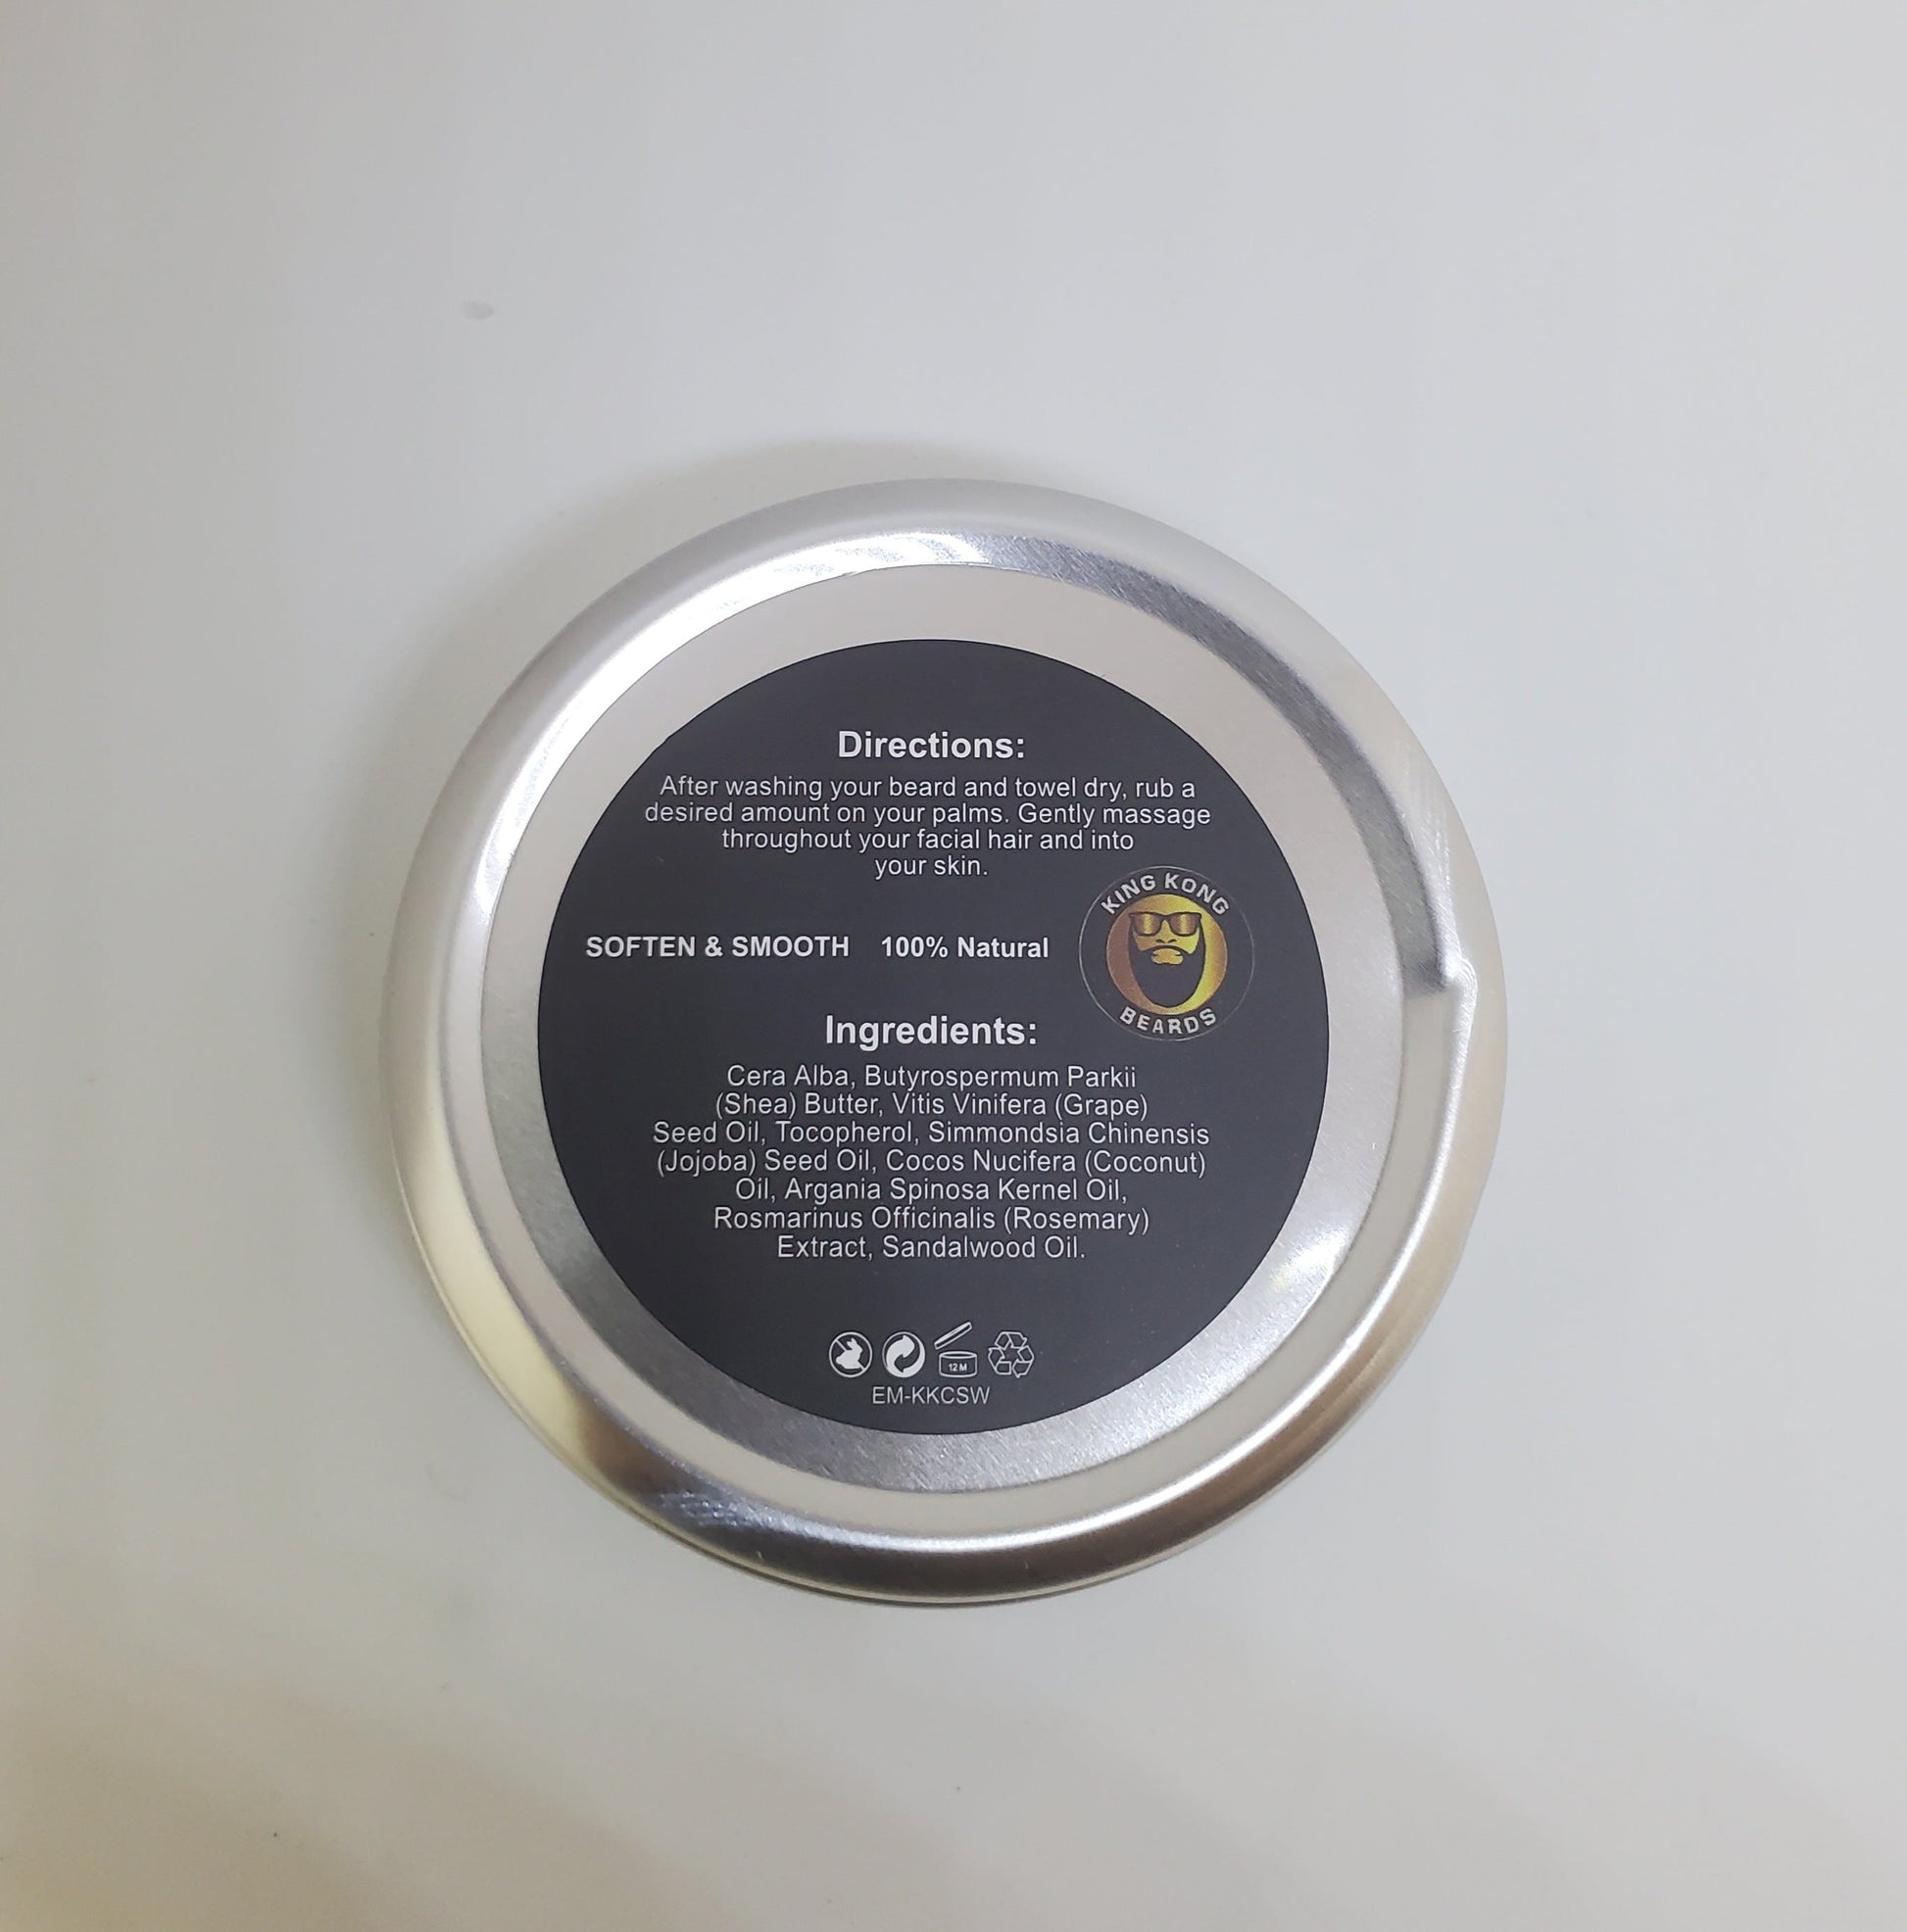 Directions:
After washing your beard and towel dry, rub a
desired amount on your palms. Gently massage
throughout your facial hair and into
your skin.
KING KONG
BEARDS
SOFTEN & SMOOTH 100% Natural
Ingredients:
Cera Alba, Butyrospermum Parkii
(Shea) Butter, Vitis Vinifera (Grape)
Seed Oil, Tocopherol, Simmondsia Chinensis
(Jojoba) Seed Oil, Cocos Nucifera (Coconut)
Oil, Argania Spinosa Kernel Oil,
Rosmarinus Officinalis (Rosemary)
Extract, Sandalwood Oil.
12 M
EM-KKCSW